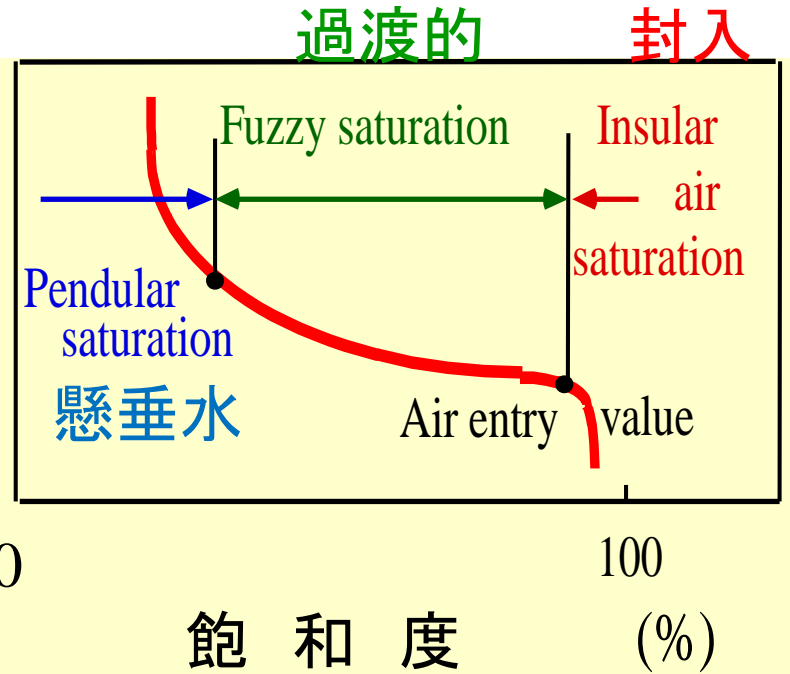 過渡的 封入
Fuzzy saturation
Insular
air
saturation
Pendular
saturation
懸垂水
Air entry value
0 100
飽 和 度 (%)